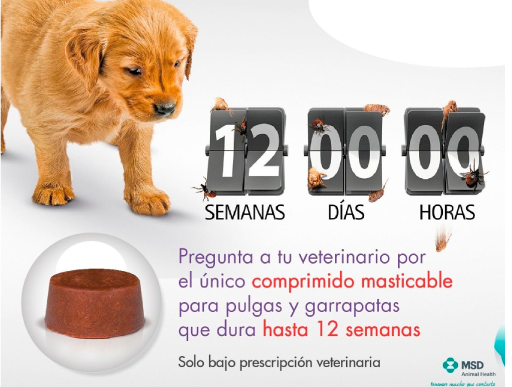 12 00 00
SEMANAS DÍAS HORAS
Pregunta a tu veterinario por
el único comprimido masticable
para pulgas y garrapatas
que dura hasta 12 semanas
Solo bajo prescripción veterinaria
MSD
Animal Health